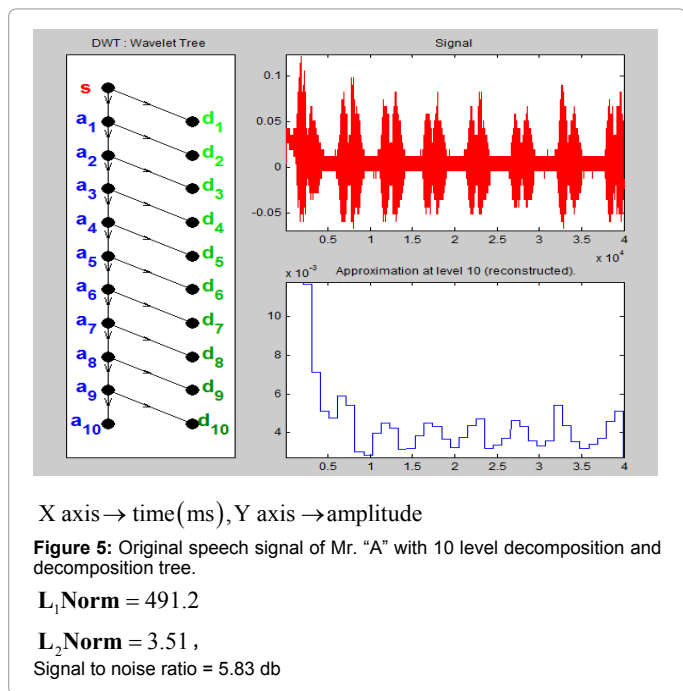 DWT : Wavelet Tree
s
a1 d1
a2 d2
a3 d3
a4 d4
a5 d5
a6 d6
a7 d7
a8 d8
a9 d9
a10 d10
Signal
0.1
0.05
0
-0.05
0.5 1 1.5 2 2.5 3 3.5 4
x 10^4
x 10^-3
Approximation at level 10 (reconstructed).
10
8
6
4
0.5 1 1.5 2 2.5 3 3.5 4
X axis → time(ms), Y axis → amplitude
Figure 5: Original speech signal of Mr. “A” with 10 level decomposition and
decomposition tree.
L1Norm = 491.2
L2Norm = 3.51 ,
Signal to noise ratio = 5.83 db